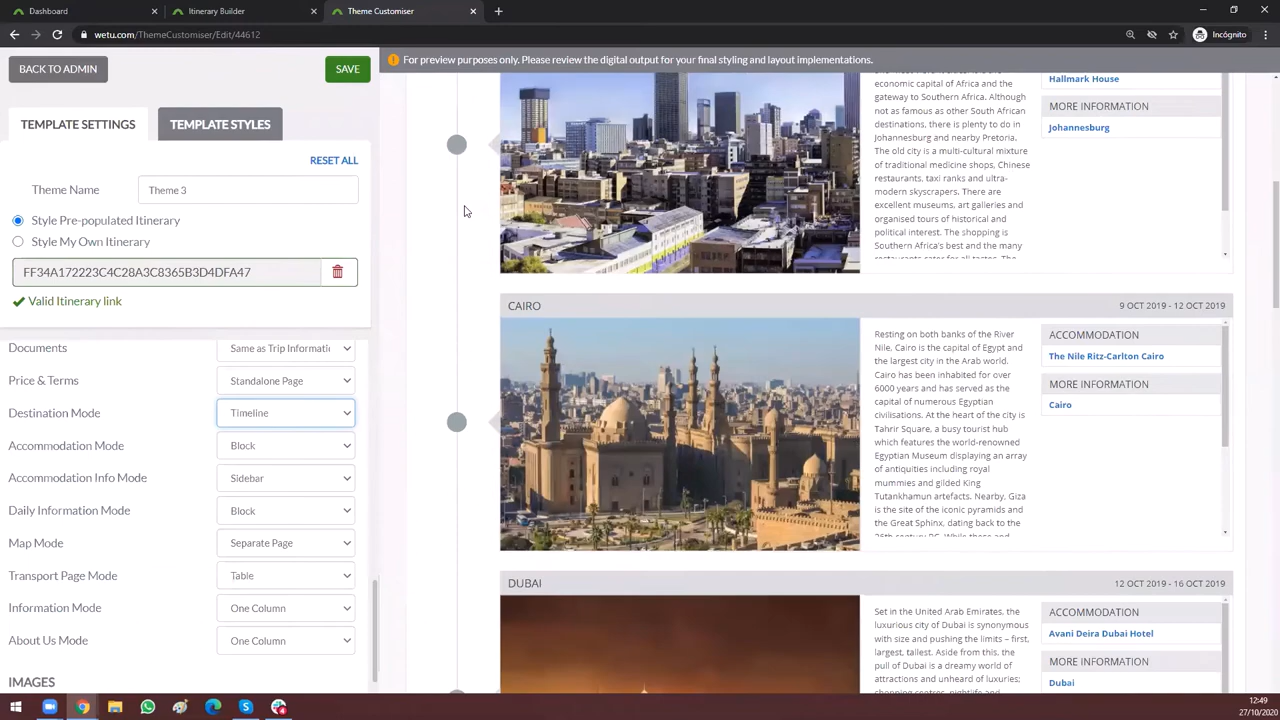 Dashboard
Itinerary Builder
Theme Customiser
wetu.com/ThemeCustomiser/Edit/44612
Incógnito
BACK TO ADMIN
SAVE
For preview purposes only. Please review the digital output for your final styling and layout implementations.
TEMPLATE SETTINGS
TEMPLATE STYLES
RESET ALL
Theme Name
Theme 3
Style Pre-populated Itinerary
Style My Own Itinerary
Valid Itinerary link
Documents
Same as Trip Informati
Price & Terms
Standalone Page
Destination Mode
Timeline
Accommodation Mode
Block
Accommodation Info Mode
Sidebar
Daily Information Mode
Block
Map Mode
Separate Page
Transport Page Mode
Table
Information Mode
One Column
About Us Mode
One Column
IMAGES
economic capital of Africa and the
gateway to Southern Africa. Although
not as famous as other South African
destinations, there is plenty to do in
Johannesburg and nearby Pretoria.
The old city is a multi-cultural mixture
of traditional medicine shops, Chinese
restaurants, taxi ranks and ultra-
modern skyscrapers. There are
excellent museums, art galleries and
organised tours of historical and
political interest. The shopping is
Southern Africa's best and the many
restaurants cater for all tastes. The
Hallmark House
MORE INFORMATION
Johannesburg
CAIRO
9 OCT 2019 - 12 OCT 2019
Resting on both banks of the River
Nile, Cairo is the capital of Egypt and
the largest city in the Arab world.
Cairo has been inhabited for over
6000 years and has served as the
capital of numerous Egyptian
civilisations. At the heart of the city is
Tahrir Square, a busy tourist hub
which features the world-renowned
Egyptian Museum displaying an array
of antiquities including royal
mummies and gilded King
Tutankhamun artefacts. Nearby, Giza
is the site of the iconic pyramids and
the Great Sphinx, dating back to the
26th century BC. While these and
ACCOMMODATION
The Nile Ritz-Carlton Cairo
MORE INFORMATION
Cairo
DUBAI
12 OCT 2019 - 16 OCT 2019
Set in the United Arab Emirates, the
luxurious city of Dubai is synonymous
with size and pushing the limits – first,
largest, tallest. Aside from this, the
pull of Dubai is a dreamy world of
attractions and unheard of luxuries;
shopping centres, nightlife and
ACCOMMODATION
Avani Deira Dubai Hotel
MORE INFORMATION
Dubai
12:49
27/10/2020